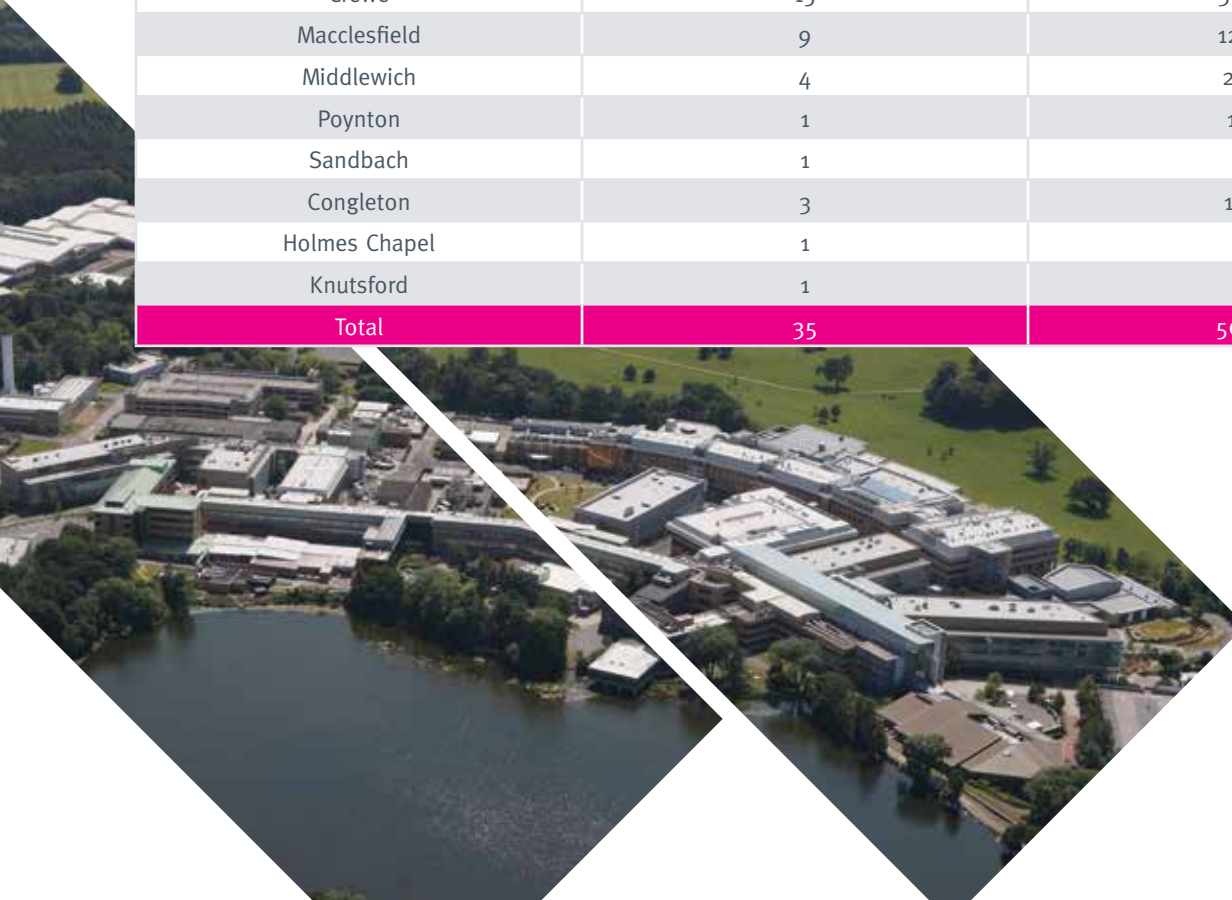 Macclesfield 9
Middlewich 4
Poynton 1
Sandbach 1
Congleton 3
Holmes Chapel 1
Knutsford 1
Total 35